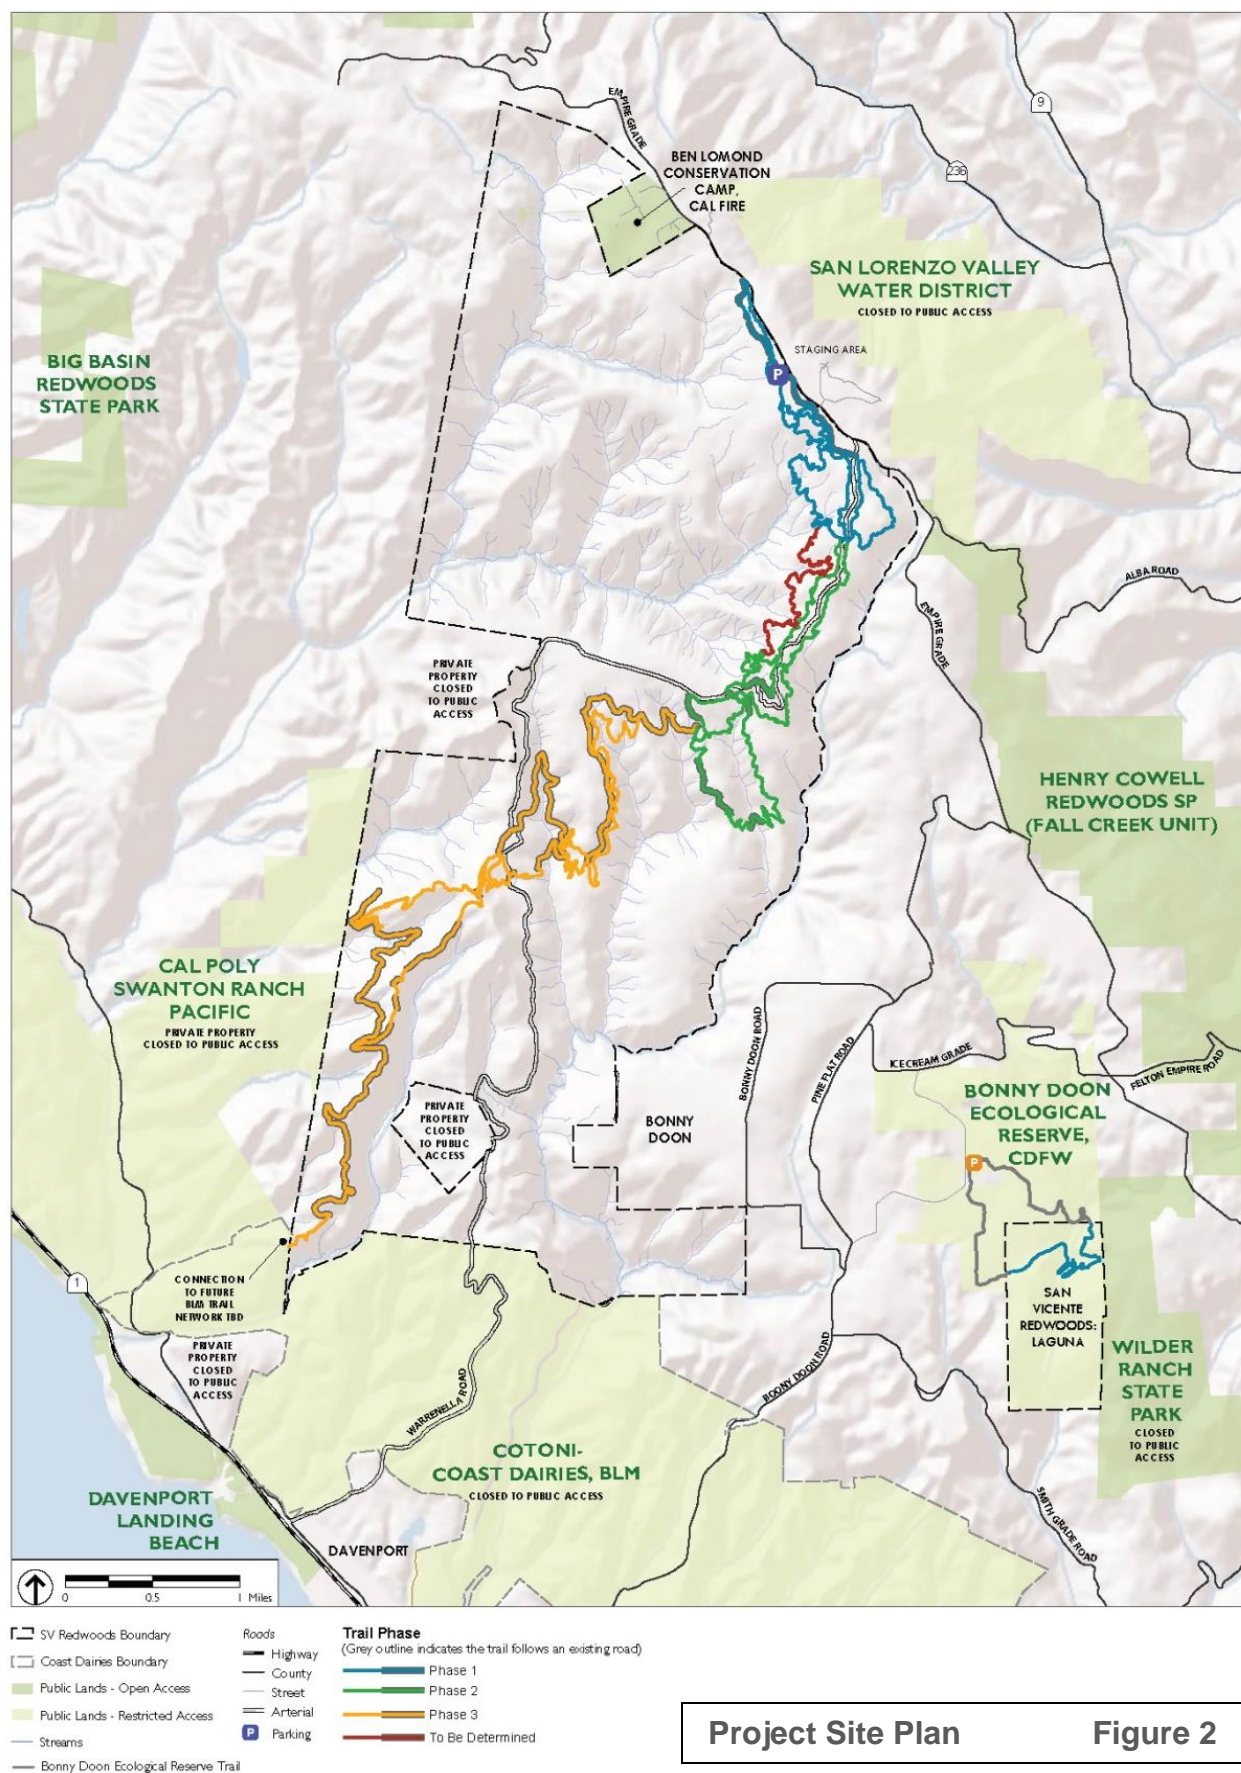 EMPIRE GRADE
9
236
BEN LOMOND
CONSERVATION
CAMP,
CAL FIRE
SAN LORENZO VALLEY
WATER DISTRICT
CLOSED TO PUBLIC ACCESS
STAGING AREA
P
BIG BASIN
REDWOODS
STATE PARK
ALBA ROAD
EMPIRE GRADE
PRIVATE
PROPERTY
CLOSED
TO PUBLIC
ACCESS
HENRY COWELL
REDWOODS SP
(FALL CREEK UNIT)
CAL POLY
SWANTON RANCH
PACIFIC
PRIVATE PROPERTY
CLOSED TO PUBLIC ACCESS
BONNY DOON ROAD
PINE FLAT ROAD
ICE CREAM GRADE
FELTON EMPIRE ROAD
PRIVATE
PROPERTY
CLOSED
TO PUBLIC
ACCESS
BONNY
DOON
BONNY DOON
ECOLOGICAL
RESERVE,
CDFW
P
1
CONNECTION
TO FUTURE
BLM TRAIL
NETWORK TBD
PRIVATE
PROPERTY
CLOSED
TO PUBLIC
ACCESS
SAN
VICENTE
REDWOODS:
LAGUNA
WILDER
RANCH
STATE
PARK
CLOSED
TO PUBLIC
ACCESS
WARRENELLA ROAD
BOONY DOON ROAD
COTONI-
COAST DAIRIES, BLM
CLOSED TO PUBLIC ACCESS
SMITH GRADE ROAD
DAVENPORT
LANDING
BEACH
DAVENPORT
0 0.5 1 Miles
SV Redwoods Boundary
Coast Dairies Boundary
Public Lands - Open Access
Public Lands - Restricted Access
Streams
Bonny Doon Ecological Reserve Trail
Roads
Highway
County
Street
Arterial
P Parking
Trail Phase
(Grey outline indicates the trail follows an existing road)
Phase 1
Phase 2
Phase 3
To Be Determined
Project Site Plan Figure 2